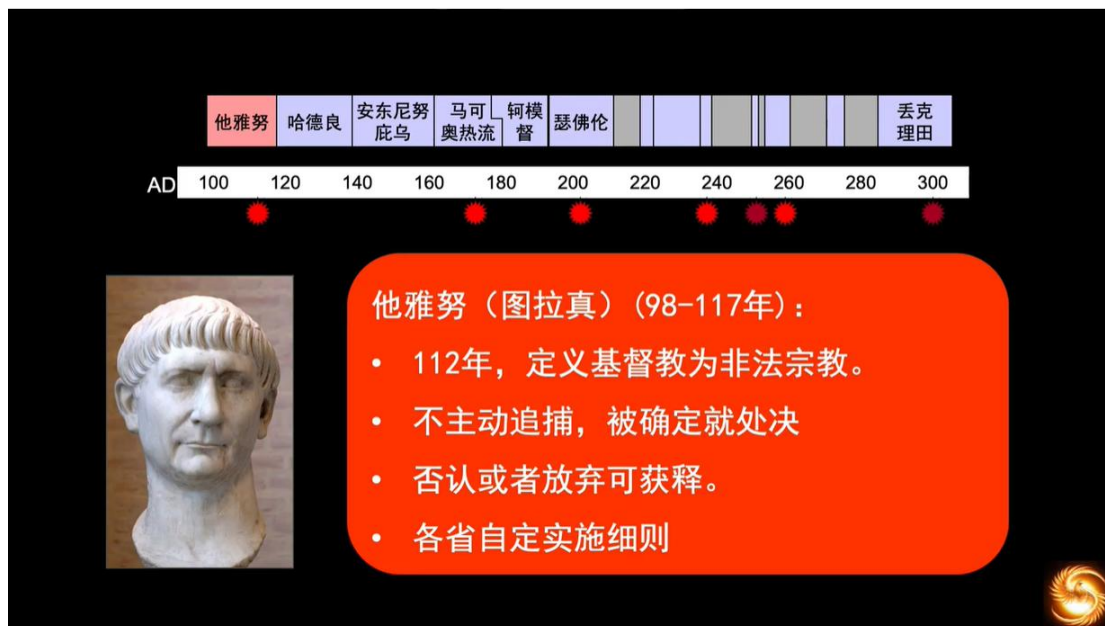 他雅努
哈德良
安东尼努
庇乌
马可
奥热流
轲模
督
瑟佛伦
丢克
理田
AD 100 120 140 160 180 200 220 240 260 280 300
他雅努（图拉真）(98-117年)：
• 112年，定义基督教为非法宗教。
• 不主动追捕，被确定就处决
• 否认或者放弃可获释。
• 各省自定实施细则